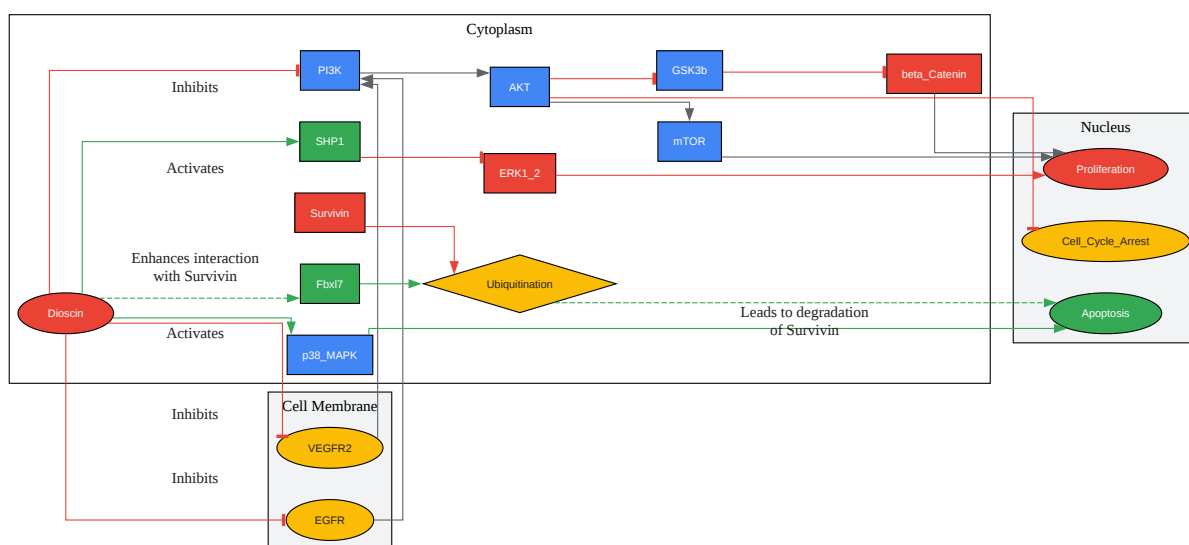 Cytoplasm
PI3K
GSK3b
beta_Catenin
Inhibits
AKT
Nucleus
SHP1
mTOR
Activates
ERK1_2
Proliferation
Survivin
Cell_Cycle_Arrest
Enhances interaction
with Survivin
Fbxl7
Ubiquitination
Dioscin
Leads to degradation
of Survivin
Apoptosis
Activates
p38_MAPK
Cell Membrane
Inhibits
VEGFR2
Inhibits
EGFR